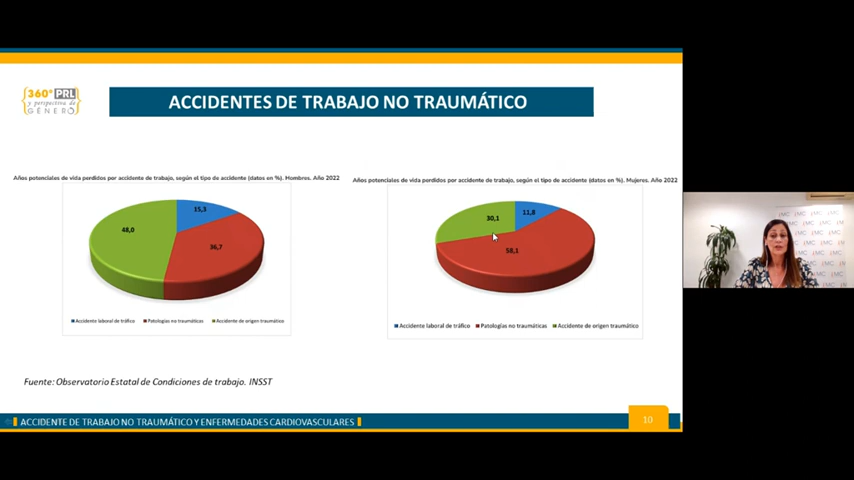 360º PRL
y perspectiva de
GÉNERO
ACCIDENTES DE TRABAJO NO TRAUMÁTICO
Años potenciales de vida perdidos por accidente de trabajo, según el tipo de accidente (datos en %). Hombres. Año 2022
15,3
48,0
36,7
Accidente laboral de tráfico Patologías no traumáticas Accidente de origen traumático
Años potenciales de vida perdidos por accidente de trabajo, según el tipo de accidente (datos en %). Mujeres. Año 2022
11,8
30,1
58,1
Accidente laboral de tráfico Patologías no traumáticas Accidente de origen traumático
Fuente: Observatorio Estatal de Condiciones de trabajo. INSST
ACCIDENTE DE TRABAJO NO TRAUMÁTICO Y ENFERMEDADES CARDIOVASCULARES
10